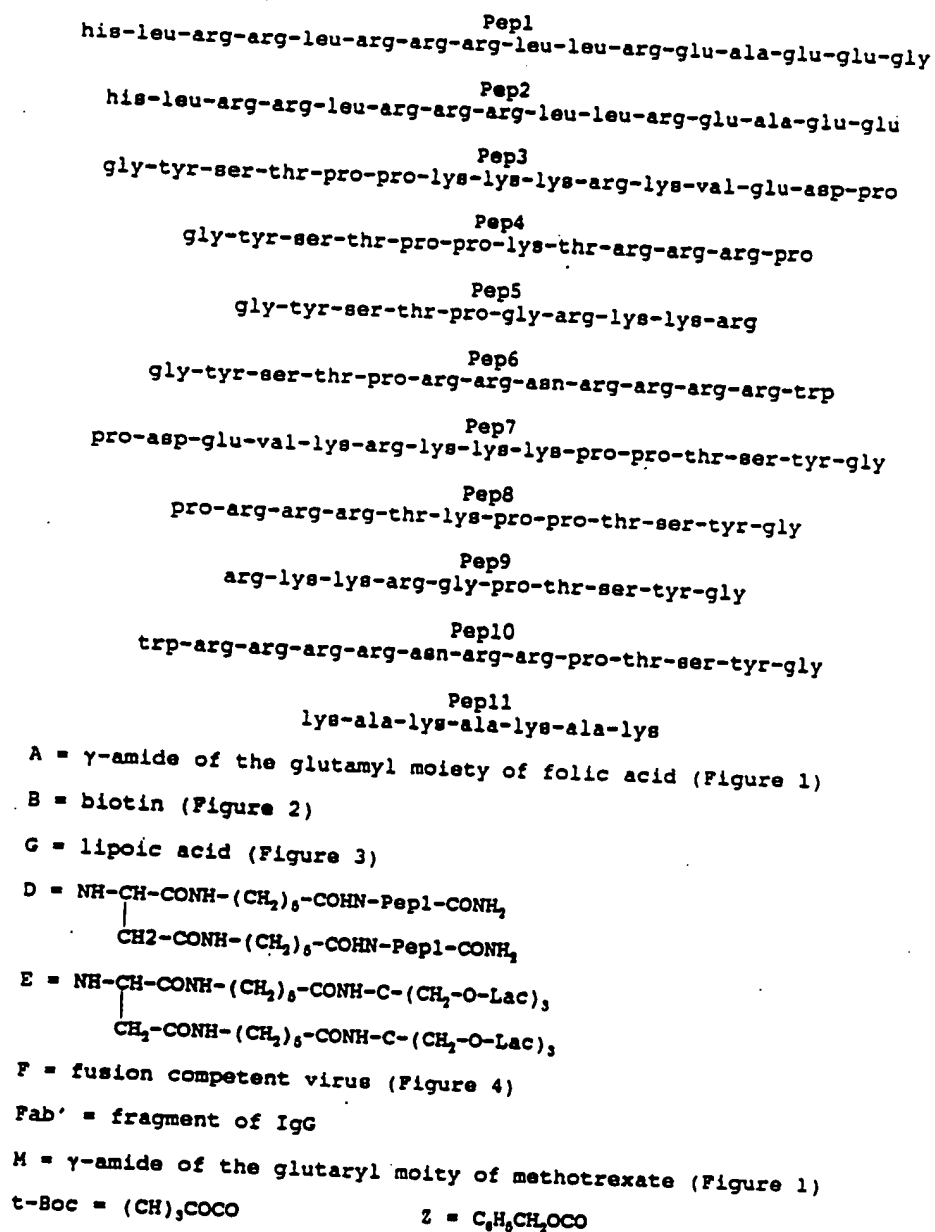 Pep1
his-leu-arg-arg-leu-arg-arg-arg-leu-leu-arg-glu-ala-glu-glu-gly
Pep2
his-leu-arg-arg-leu-arg-arg-arg-leu-leu-arg-glu-ala-glu-glu
Pep3
gly-tyr-ser-thr-pro-pro-lys-lys-lys-arg-lys-val-glu-asp-pro
Pep4
gly-tyr-ser-thr-pro-pro-lys-thr-arg-arg-arg-pro
Pep5
gly-tyr-ser-thr-pro-gly-arg-lys-lys-arg
Pep6
gly-tyr-ser-thr-pro-arg-arg-asn-arg-arg-arg-arg-trp
Pep7
pro-asp-glu-val-lys-arg-lys-lys-lys-pro-pro-thr-ser-tyr-gly
Pep8
pro-arg-arg-arg-thr-lys-pro-pro-thr-ser-tyr-gly
Pep9
arg-lys-lys-arg-gly-pro-thr-ser-tyr-gly
Pep10
trp-arg-arg-arg-arg-asn-arg-arg-pro-thr-ser-tyr-gly
Pep11
lys-ala-lys-ala-lys-ala-lys
A = γ-amide of the glutamyl moiety of folic acid (Figure 1)
B = biotin (Figure 2)
G = lipoic acid (Figure 3)
D = NH-CH-CONH-(CH₂)₅-COHN-Pep1-CONH₂
CH2-CONH-(CH₂)₅-COHN-Pep1-CONH₂
E = NH-CH-CONH-(CH₂)₅-CONH-C-(CH₂-O-Lac)₃
CH₂-CONH-(CH₂)₅-CONH-C-(CH₂-O-Lac)₃
F = fusion competent virus (Figure 4)
Fab' = fragment of IgG
M = γ-amide of the glutaryl moity of methotrexate (Figure 1)
t-Boc = (CH)₃COCO Z = C₆H₅CH₂OCO